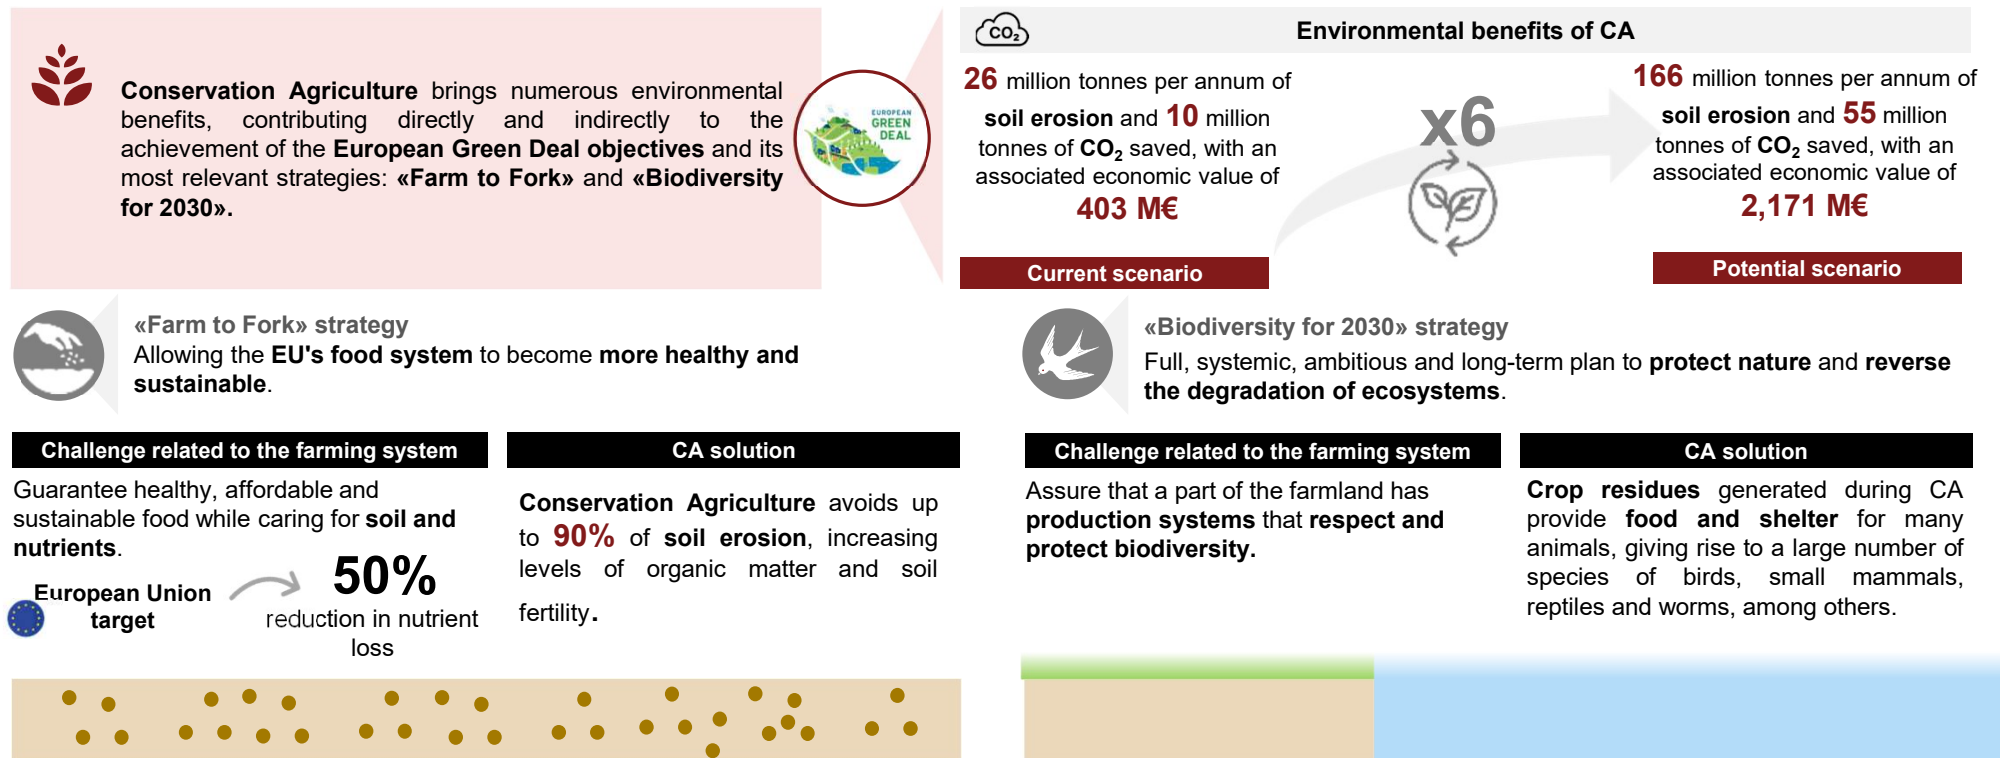 Conservation Agriculture brings numerous environmental
benefits, contributing directly and indirectly to the
achievement of the European Green Deal objectives and its
most relevant strategies: «Farm to Fork» and «Biodiversity
for 2030».
EUROPEAN
GREEN
DEAL
CO₂
Environmental benefits of CA
26 million tonnes per annum of
soil erosion and 10 million
tonnes of CO₂ saved, with an
associated economic value of
403 M€
Current scenario
x6
166 million tonnes per annum of
soil erosion and 55 million
tonnes of CO₂ saved, with an
associated economic value of
2,171 M€
Potential scenario
«Farm to Fork» strategy
Allowing the EU's food system to become more healthy and
sustainable.
Challenge related to the farming system
Guarantee healthy, affordable and
sustainable food while caring for soil and
nutrients.
European Union
target
50%
reduction in nutrient
loss
CA solution
Conservation Agriculture avoids up
to 90% of soil erosion, increasing
levels of organic matter and soil
fertility.
«Biodiversity for 2030» strategy
Full, systemic, ambitious and long-term plan to protect nature and reverse
the degradation of ecosystems.
Challenge related to the farming system
Assure that a part of the farmland has
production systems that respect and
protect biodiversity.
CA solution
Crop residues generated during CA
provide food and shelter for many
animals, giving rise to a large number of
species of birds, small mammals,
reptiles and worms, among others.